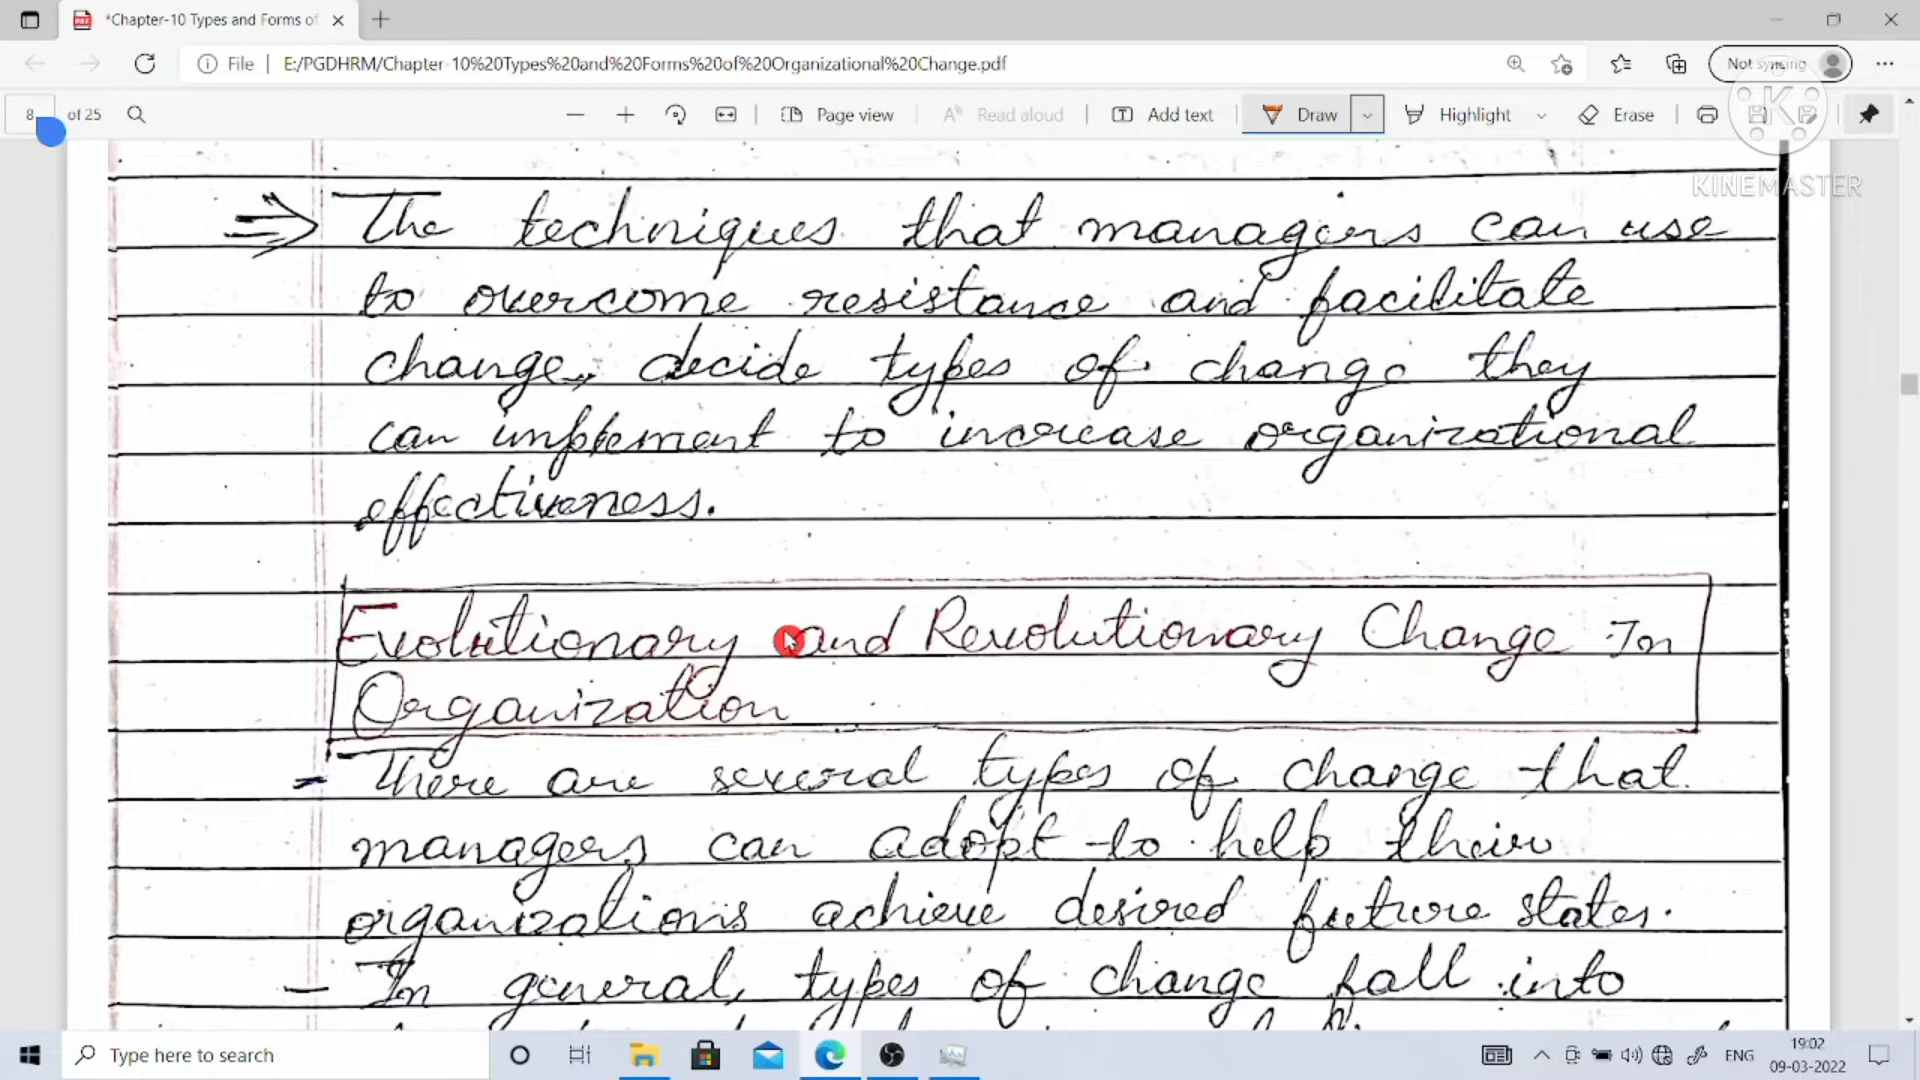 *Chapter-10 Types and Forms of
File
E:/PGDHRM/Chapter-10%20Types%20and%20Forms%20of%20Organizational%20Change.pdf
Not syncing
8 of 25
Page view
Read aloud
Add text
Draw
Highlight
Erase
KINEMASTER
⇒ The techniques that managers can use
to overcome resistance and facilitate
change, decide types of change they
can implement to increase organizational
effectiveness.
Evolutionary and Revolutionary Change In
Organization
- There are several types of change that
managers can adopt to help their
organizations achieve desired future states.
- In general, types of change fall into
Type here to search
ENG
19:02
09-03-2022